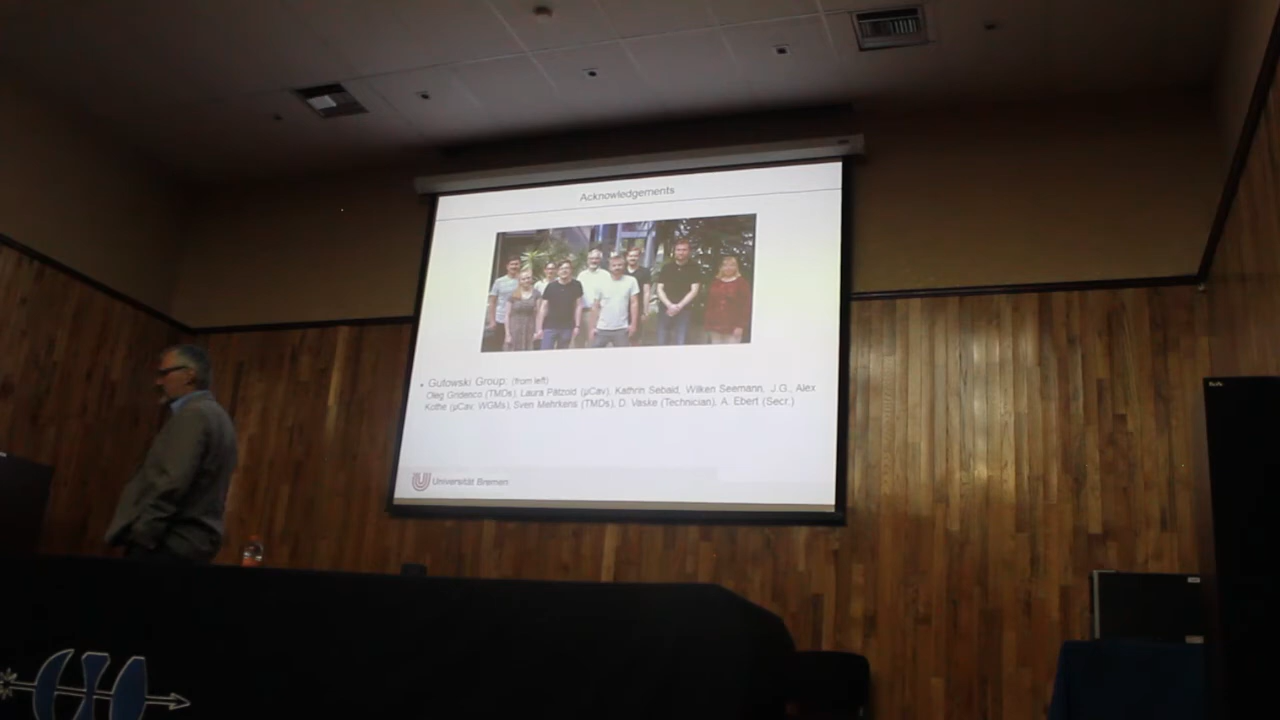 Acknowledgements
Gutowski Group: (from left)
Oleg Gridenco (TMDs), Laura Pätzold (µCav), Kathrin Sebald, Wilken Seemann, J.G., Alex
Kothe (µCav, WGMs), Sven Mehrkens (TMDs), D. Vaske (Technician), A. Ebert (Secr.)
Universität Bremen